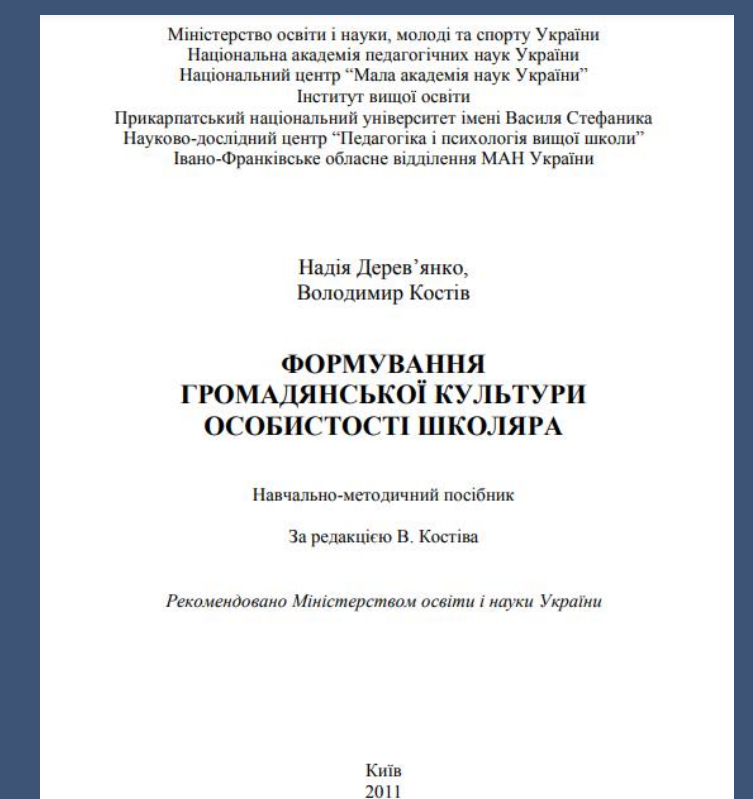 Міністерство освіти і науки, молоді та спорту України
Національна академія педагогічних наук України
Національний центр “Мала академія наук України”
Інститут вищої освіти
Прикарпатський національний університет імені Василя Стефаника
Науково-дослідний центр “Педагогіка і психологія вищої школи”
Івано-Франківське обласне відділення МАН України
Надія Дерев’янко,
Володимир Костів
ФОРМУВАННЯ
ГРОМАДЯНСЬКОЇ КУЛЬТУРИ
ОСОБИСТОСТІ ШКОЛЯРА
Навчально-методичний посібник
За редакцією В. Костіва
Рекомендовано Міністерством освіти і науки України
Київ
2011